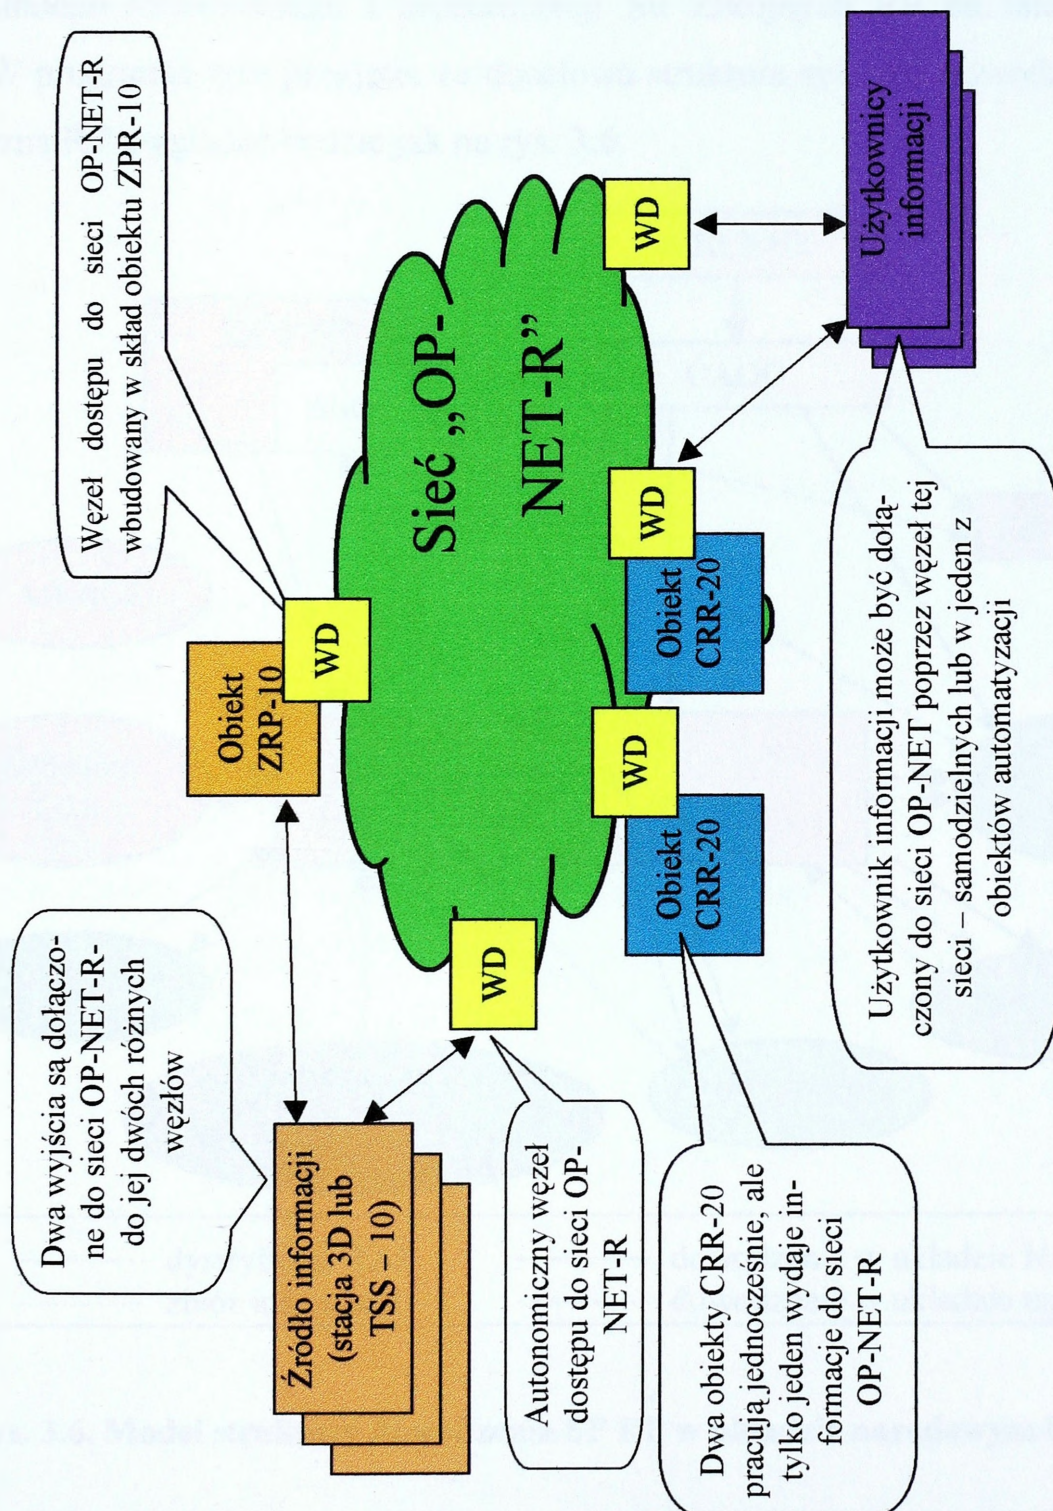 Dwa wyjścia są dołączo-
ne do sieci OP-NET-R-
do jej dwóch różnych
węzłów
Węzeł dostępu do sieci OP-NET-R
wbudowany w skład obiektu ZPR-10
Źródło informacji
(stacja 3D lub
TSS – 10)
Obiekt
ZRP-10
WD
Sieć „OP-
NET-R”
WD
WD
WD
WD
Obiekt
CRR-20
Obiekt
CRR-20
Użytkownicy
informacji
Autonomiczny węzeł
dostępu do sieci OP-
NET-R
Dwa obiekty CRR-20
pracują jednocześnie, ale
tylko jeden wydaje in-
formacje do sieci
OP-NET-R
Użytkownik informacji może być dołą-
czony do sieci OP-NET poprzez węzeł tej
sieci – samodzielnych lub w jeden z
obiektów automatyzacji